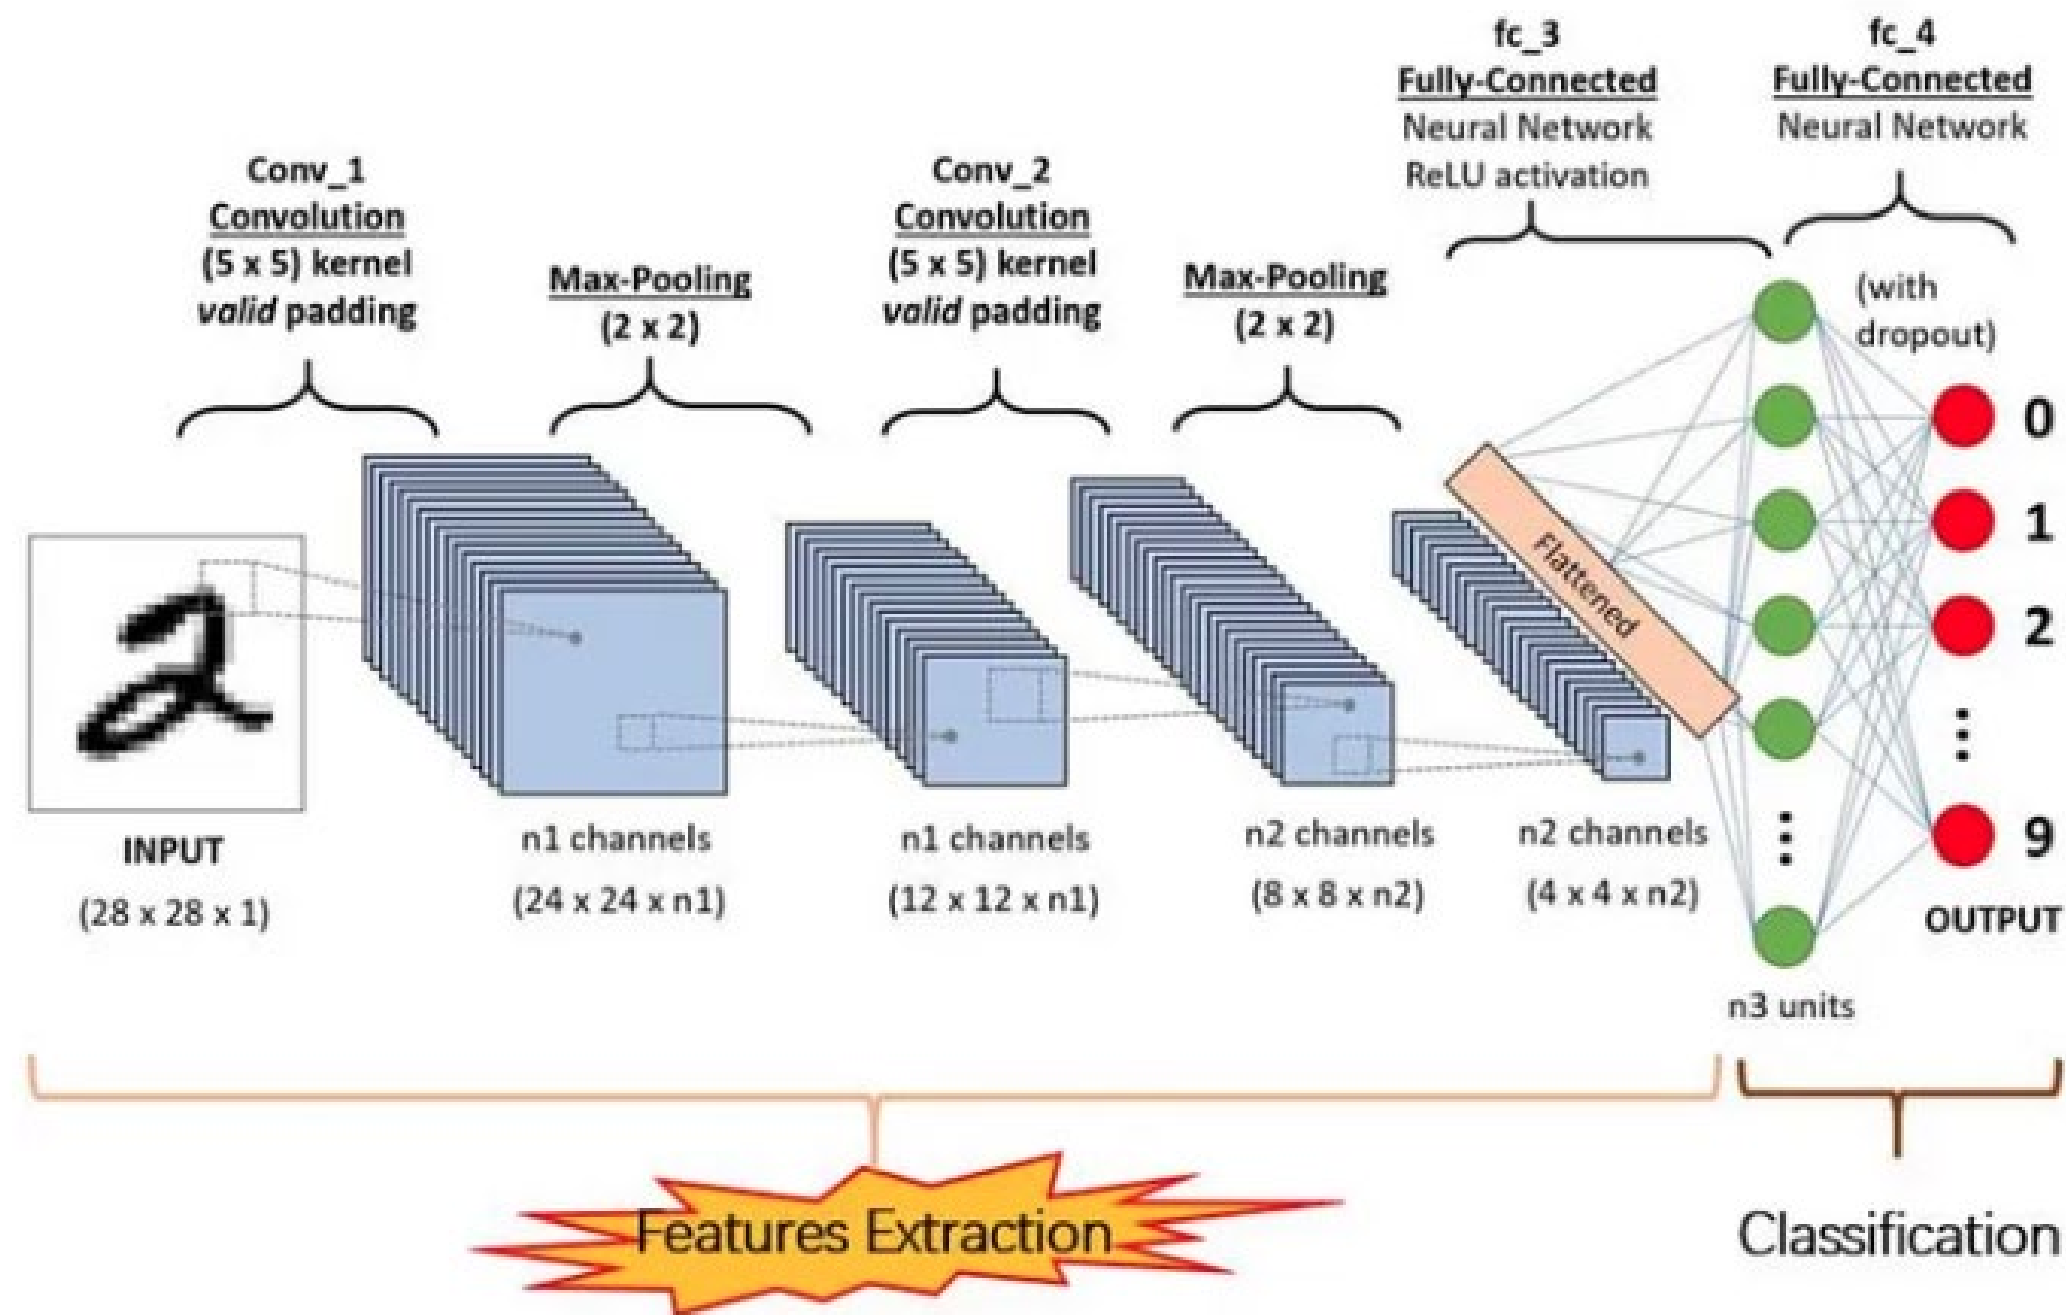 fc_3
Fully-Connected
Neural Network
ReLU activation
fc_4
Fully-Connected
Neural Network
Conv_1
Convolution
(5 x 5) kernel
valid padding
Max-Pooling
(2 x 2)
Conv_2
Convolution
(5 x 5) kernel
valid padding
Max-Pooling
(2 x 2)
(with
dropout)
Flattened
0
1
2
9
INPUT
(28 x 28 x 1)
n1 channels
(24 x 24 x n1)
n1 channels
(12 x 12 x n1)
n2 channels
(8 x 8 x n2)
n2 channels
(4 x 4 x n2)
OUTPUT
n3 units
Features Extraction
Classification